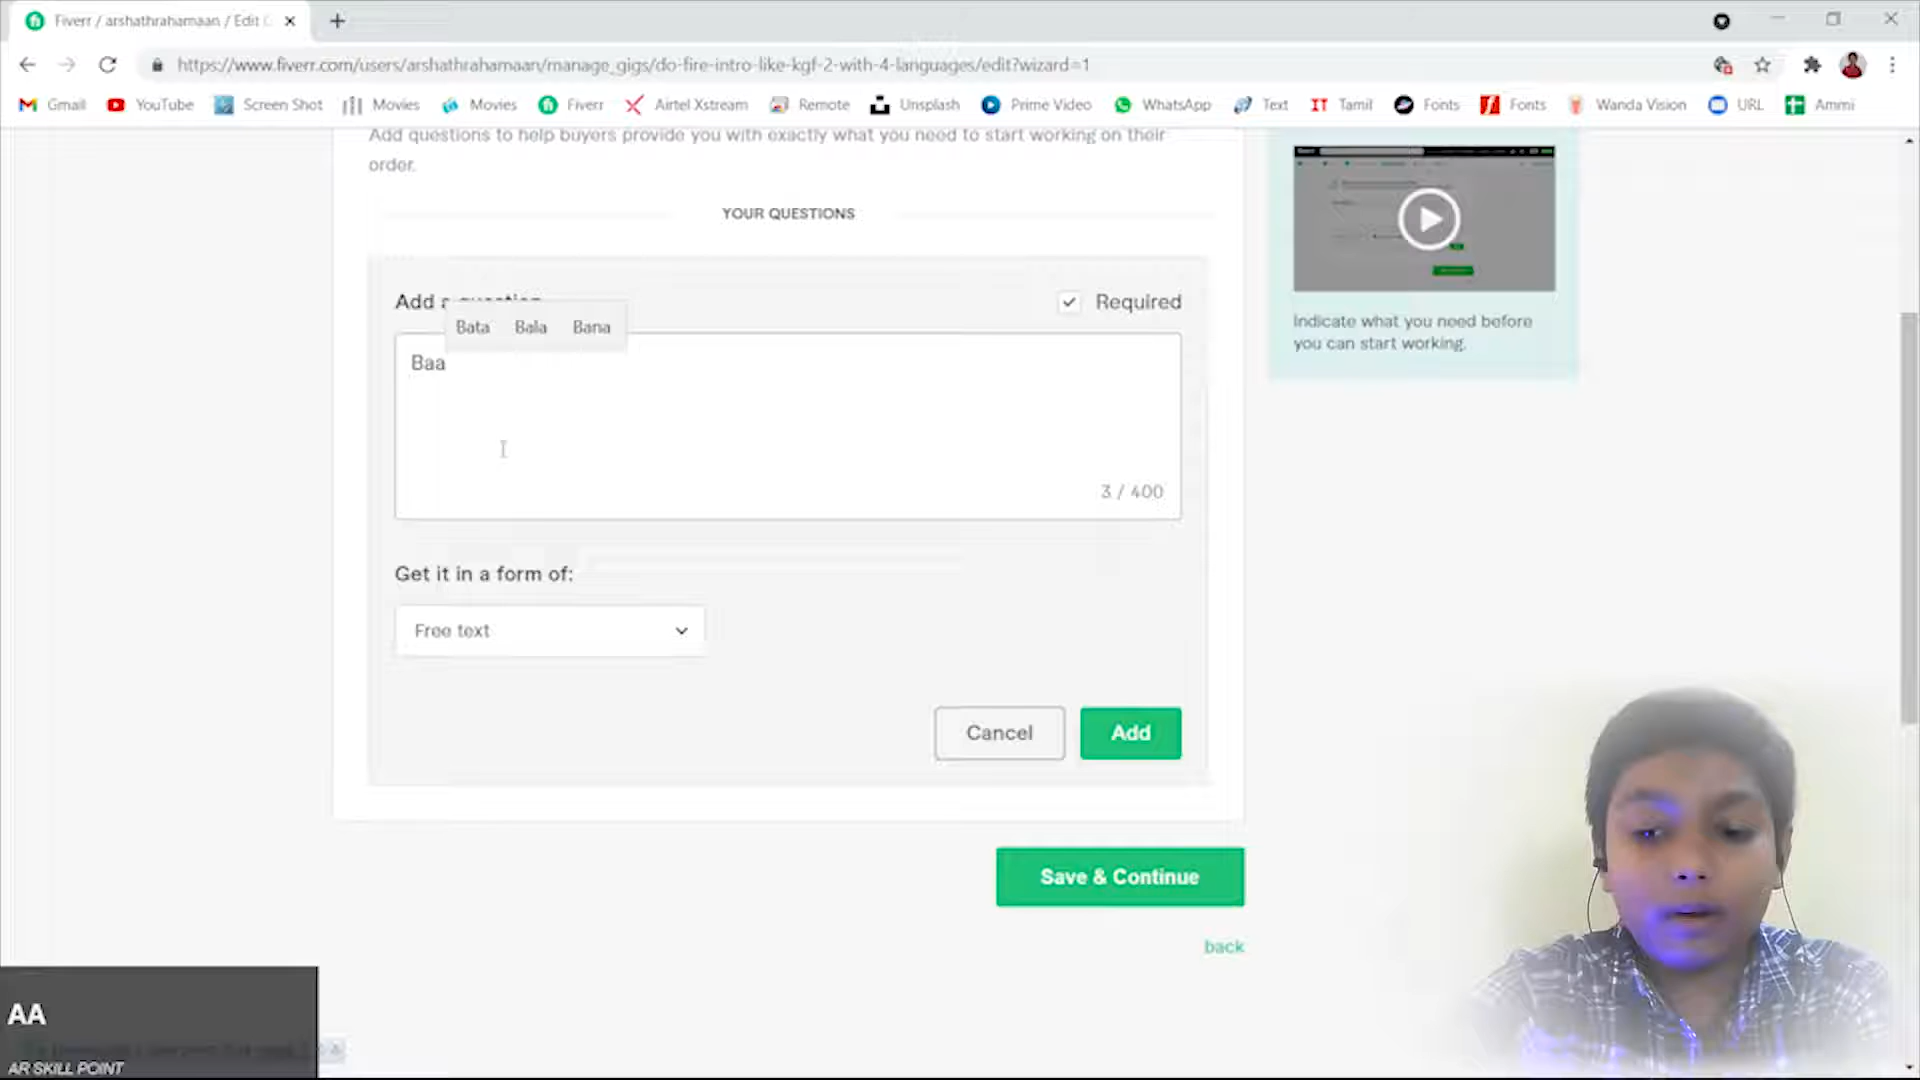 Fiverr / arshathrahamaan / Edit
https://www.fiverr.com/users/arshathrahamaan/manage_gigs/do-fire-intro-like-kgf-2-with-4-languages/edit?wizard=1
Gmail YouTube Screen Shot Movies Movies Fiverr Airtel Xstream Remote Unsplash Prime Video WhatsApp Text Tamil Fonts Fonts Wanda Vision URL Ammi
Add questions to help buyers provide you with exactly what you need to start working on their
order.
YOUR QUESTIONS
Add a question
Required
Bata Bala Bana
Baa
3 / 400
Get it in a form of:
Free text
Cancel
Add
Save & Continue
back
Indicate what you need before
you can start working.
AA
AR SKILL POINT